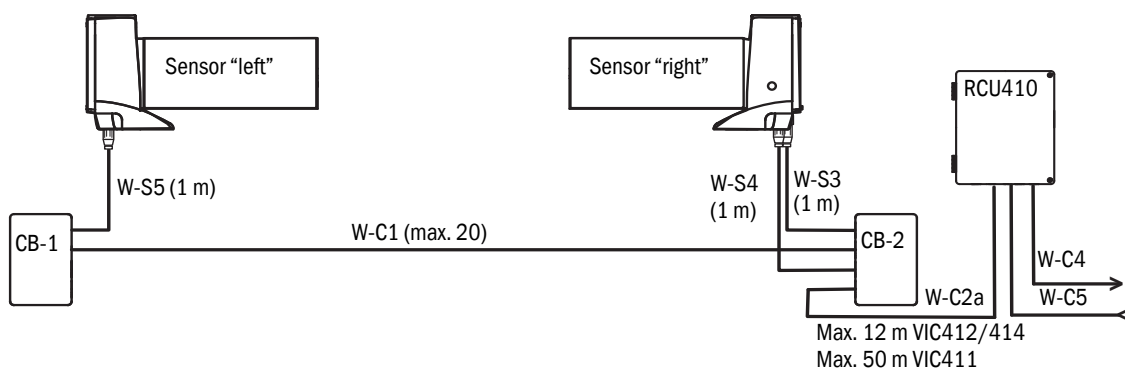 Sensor “left”
Sensor “right”
RCU410
W-S5 (1 m)
W-S4
(1 m)
W-S3
(1 m)
CB-1
W-C1 (max. 20)
CB-2
W-C4
W-C2a
W-C5
Max. 12 m VIC412/414
Max. 50 m VIC411